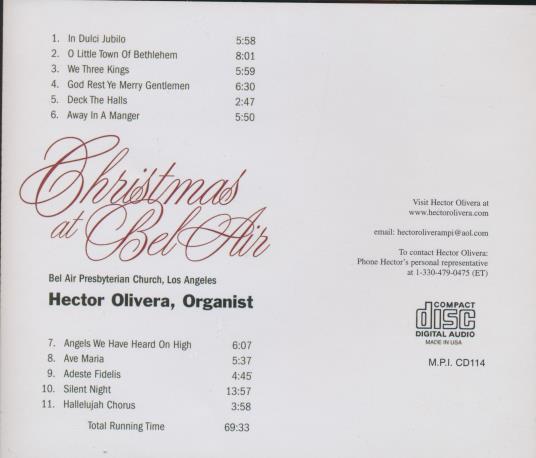 1. In Dulci Jubilo 5:58
2. O Little Town Of Bethlehem 8:01
3. We Three Kings 5:59
4. God Rest Ye Merry Gentlemen 6:30
5. Deck The Halls 2:47
6. Away In A Manger 5:50
Christmas
at Bel Air
Bel Air Presbyterian Church, Los Angeles
Hector Olivera, Organist
7. Angels We Have Heard On High 6:07
8. Ave Maria 5:37
9. Adeste Fidelis 4:45
10. Silent Night 13:57
11. Hallelujah Chorus 3:58
Total Running Time 69:33
Visit Hector Olivera at
www.hectorolivera.com
email: hectoroliverampi@aol.com
To contact Hector Olivera:
Phone Hector's personal representative
at 1-330-479-0475 (ET)
COMPACT
disc
DIGITAL AUDIO
MADE IN USA
M.P.I. CD114